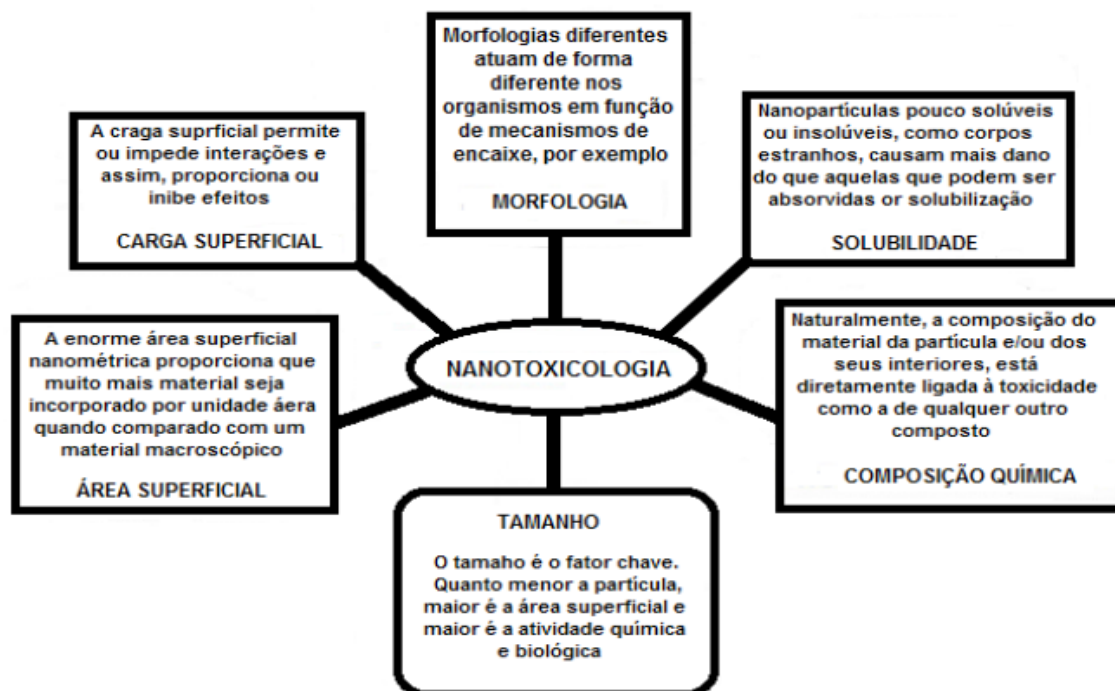 Morfologias diferentes
atuam de forma
diferente nos
organismos em função
de mecanismos de
encaixe, por exemplo
MORFOLOGIA
A craga suprficial permite
ou impede interações e
assim, proporciona ou
inibe efeitos
CARGA SUPERFICIAL
Nanopartículas pouco solúveis
ou insolúveis, como corpos
estranhos, causam mais dano
do que aquelas que podem ser
absorvidas or solubilização
SOLUBILIDADE
A enorme área superficial
nanométrica proporciona que
muito mais material seja
incorporado por unidade áera
quando comparado com um
material macroscópico
ÁREA SUPERFICIAL
NANOTOXICOLOGIA
Naturalmente, a composição do
material da partícula e/ou dos
seus interiores, está
diretamente ligada à toxicidade
como a de qualquer outro
composto
COMPOSIÇÃO QUÍMICA
TAMANHO
O tamaho é o fator chave.
Quanto menor a partícula,
maior é a área superficial e
maior é a atividade química
e biológica